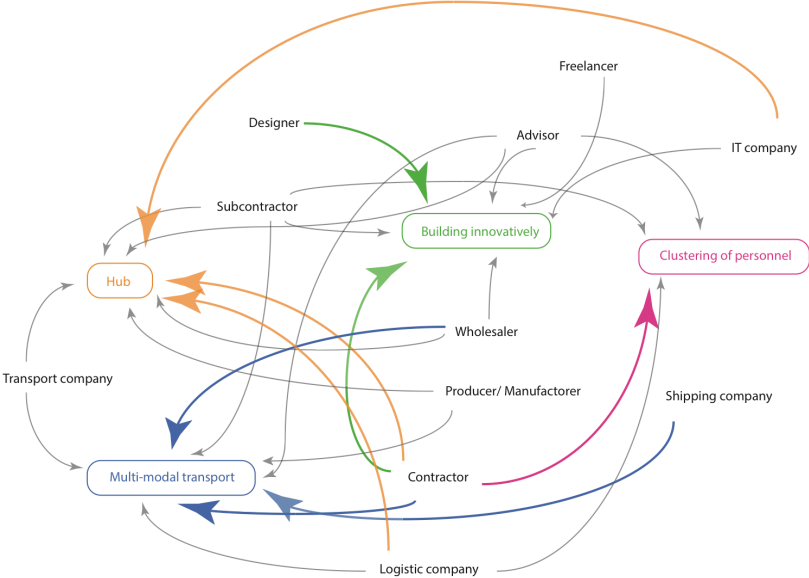 Freelancer
Designer
Advisor
IT company
Subcontractor
Building innovatively
Clustering of personnel
Hub
Wholesaler
Transport company
Producer/ Manufactorer
Shipping company
Multi-modal transport
Contractor
Logistic company